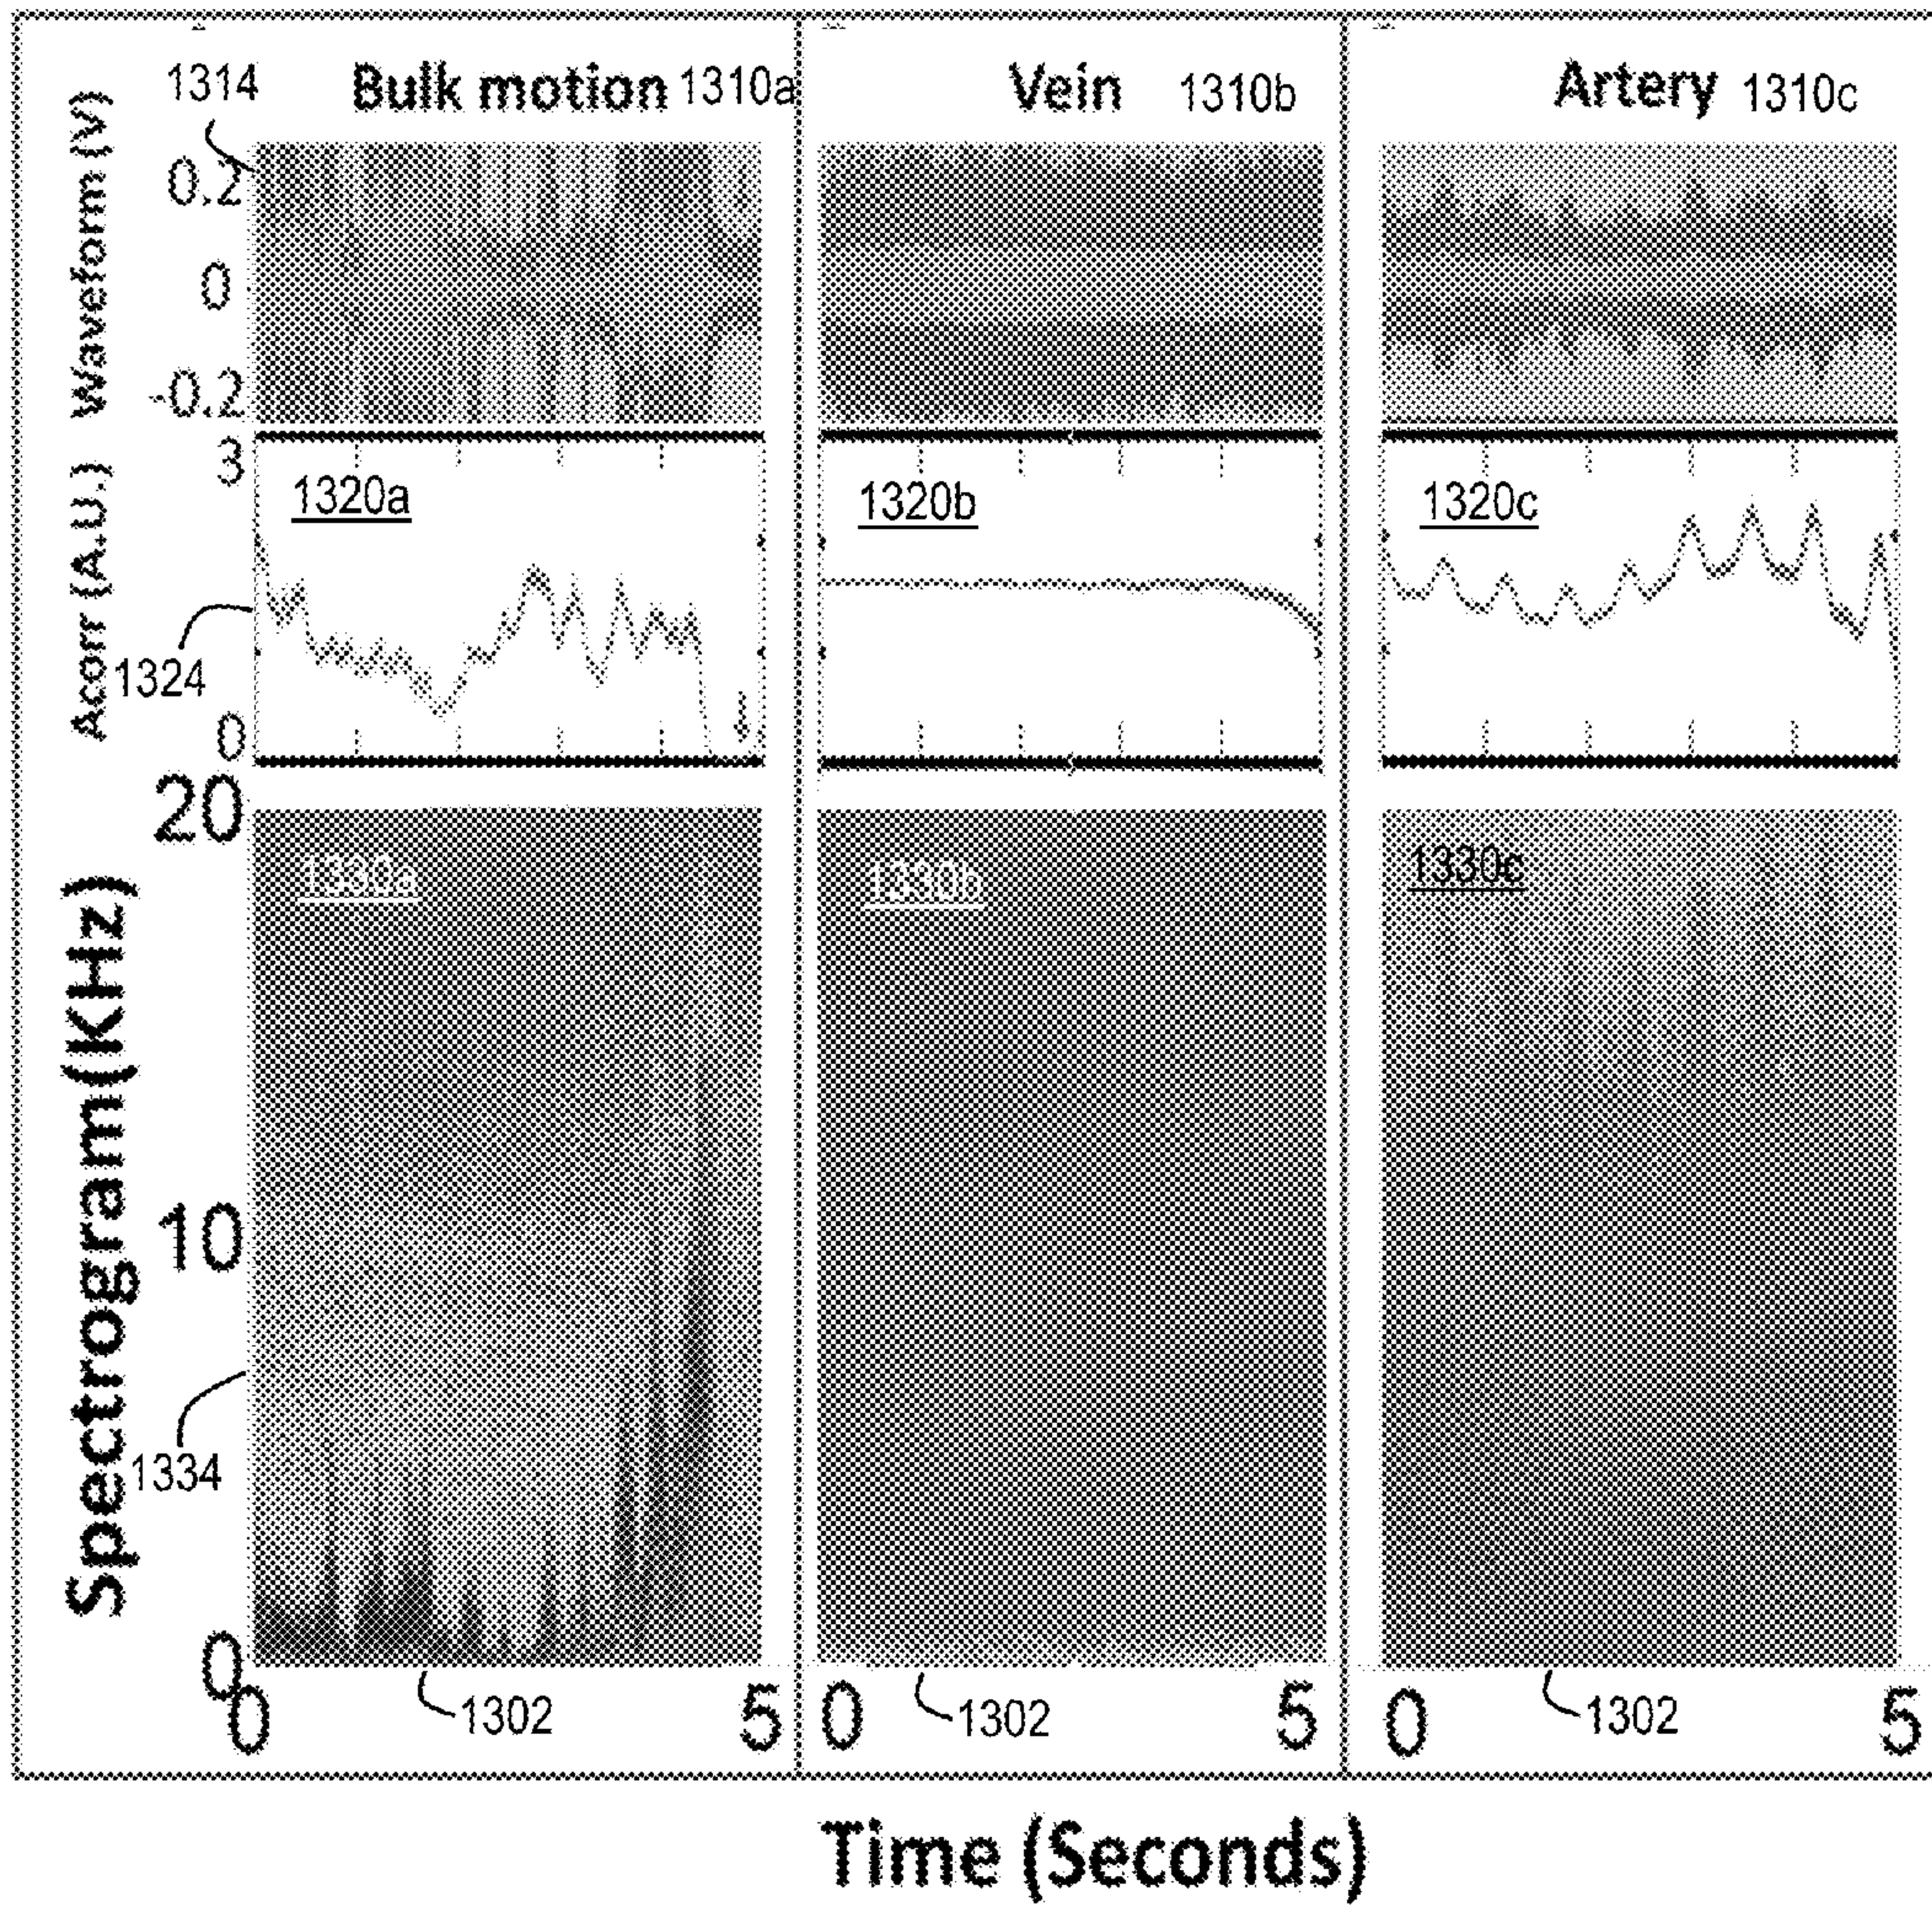 1314 Bulk motion 1310a
Vein 1310b
Artery 1310c
Waveform (V)
0.2
0
-0.2
Acorr (A.U.)
3
1320a
1320b
1320c
1324
0
Spectrogram(KHz)
20
1330a
1330b
1330c
10
1334
0
0 1302 5
0 1302 5
0 1302 5
Time (Seconds)